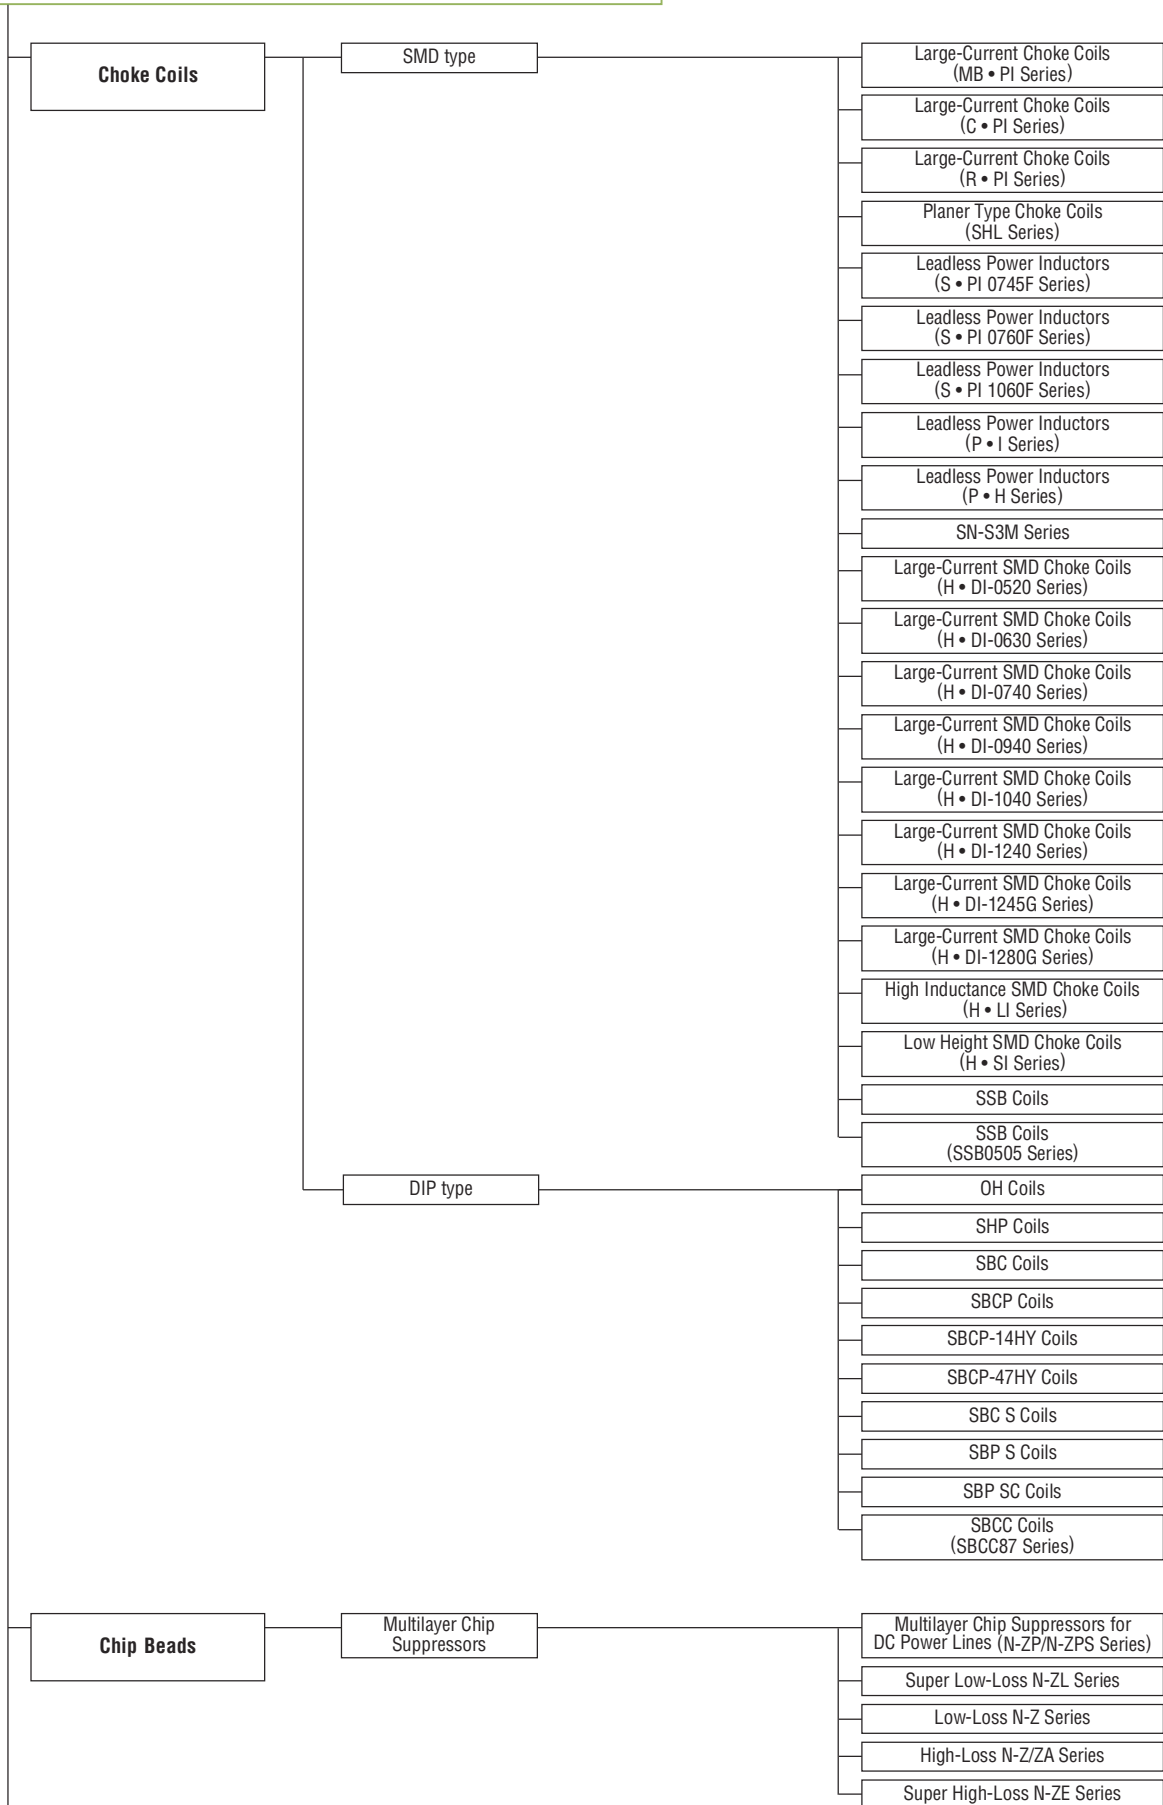 Choke Coils
SMD type
Large-Current Choke Coils
(MB • PI Series)
Large-Current Choke Coils
(C • PI Series)
Large-Current Choke Coils
(R • PI Series)
Planer Type Choke Coils
(SHL Series)
Leadless Power Inductors
(S • PI 0745F Series)
Leadless Power Inductors
(S • PI 0760F Series)
Leadless Power Inductors
(S • PI 1060F Series)
Leadless Power Inductors
(P • I Series)
Leadless Power Inductors
(P • H Series)
SN-S3M Series
Large-Current SMD Choke Coils
(H • DI-0520 Series)
Large-Current SMD Choke Coils
(H • DI-0630 Series)
Large-Current SMD Choke Coils
(H • DI-0740 Series)
Large-Current SMD Choke Coils
(H • DI-0940 Series)
Large-Current SMD Choke Coils
(H • DI-1040 Series)
Large-Current SMD Choke Coils
(H • DI-1240 Series)
Large-Current SMD Choke Coils
(H • DI-1245G Series)
Large-Current SMD Choke Coils
(H • DI-1280G Series)
High Inductance SMD Choke Coils
(H • LI Series)
Low Height SMD Choke Coils
(H • SI Series)
SSB Coils
SSB Coils
(SSB0505 Series)
DIP type
OH Coils
SHP Coils
SBC Coils
SBCP Coils
SBCP-14HY Coils
SBCP-47HY Coils
SBC S Coils
SBP S Coils
SBP SC Coils
SBCC Coils
(SBCC87 Series)
Chip Beads
Multilayer Chip
Suppressors
Multilayer Chip Suppressors for
DC Power Lines (N-ZP/N-ZPS Series)
Super Low-Loss N-ZL Series
Low-Loss N-Z Series
High-Loss N-Z/ZA Series
Super High-Loss N-ZE Series